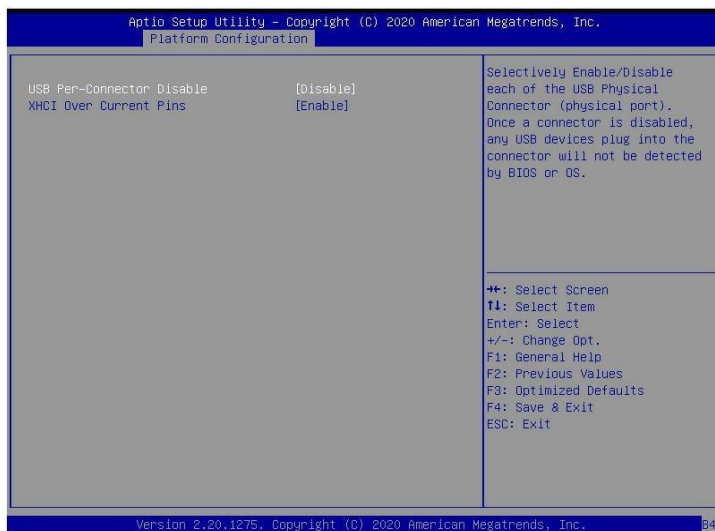 Aptio Setup Utility – Copyright (C) 2020 American Megatrends, Inc.
Platform Configuration
USB Per-Connector Disable [Disable]
XHCI Over Current Pins [Enable]
Selectively Enable/Disable
each of the USB Physical
Connector (physical port).
Once a connector is disabled,
any USB devices plug into the
connector will not be detected
by BIOS or OS.
→←: Select Screen
↑↓: Select Item
Enter: Select
+/-: Change Opt.
F1: General Help
F2: Previous Values
F3: Optimized Defaults
F4: Save & Exit
ESC: Exit
Version 2.20.1275. Copyright (C) 2020 American Megatrends, Inc.
B4